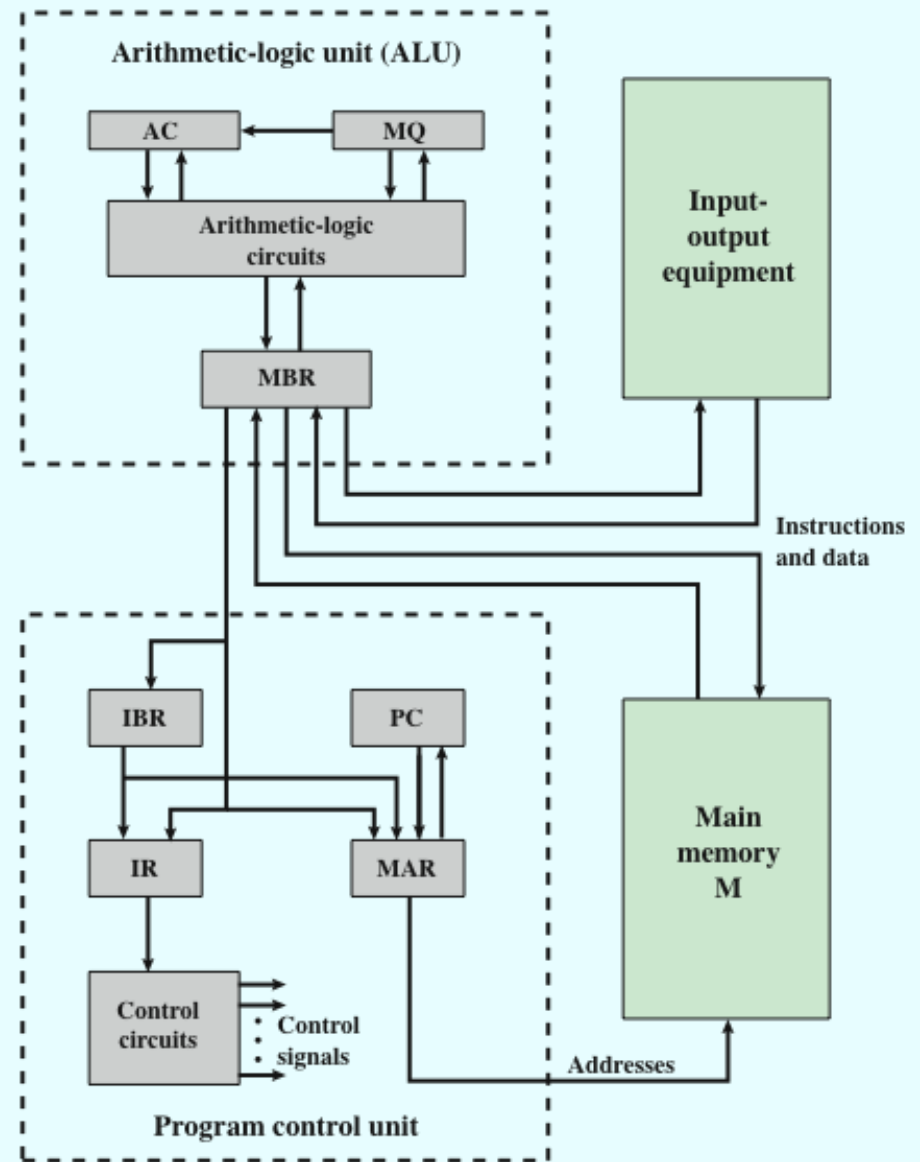 Arithmetic-logic unit (ALU)
AC
MQ
Arithmetic-logic
circuits
MBR
Input-
output
equipment
Instructions
and data
IBR
PC
IR
MAR
Main
memory
M
Control
circuits
Control
signals
Addresses
Program control unit